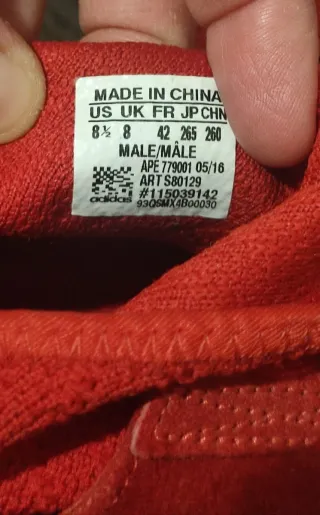 MADE IN CHINA
US UK FR JP CHN
8½ 8 42 265 260
MALE/MÂLE
APE 779001 05/16
ART S80129
#115039142
adidas 93QSMX4B00030